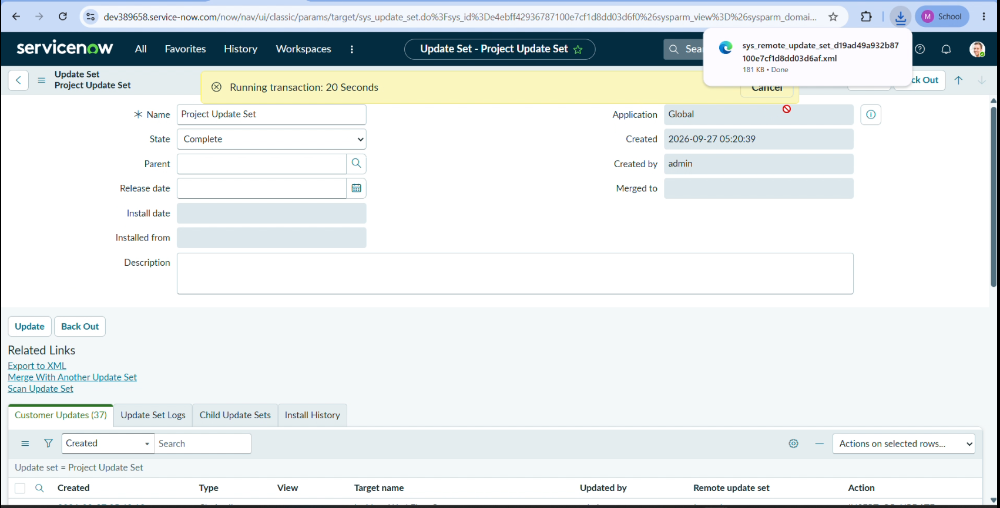 dev389658.service-now.com/now/nav/ui/classic/params/target/sys_update_set.do%3Fsys_id%3De4ebff42936787100e7cf1d8dd03d6f0%26sysparm_view%3D%26sysparm_domai...
M School
servicenow
All
Favorites
History
Workspaces
Update Set - Project Update Set
sys_remote_update_set_d19ad49a932b87
100e7cf1d8dd03d6af.xml
181 KB • Done
Update Set
Project Update Set
Running transaction: 20 Seconds
Cancel
Out
Name
Project Update Set
Application
Global
State
Complete
Created
2026-09-27 05:20:39
Parent
Created by
admin
Release date
Merged to
Install date
Installed from
Description
Update
Back Out
Related Links
Export to XML
Merge With Another Update Set
Scan Update Set
Customer Updates (37)
Update Set Logs
Child Update Sets
Install History
Created
Search
Actions on selected rows...
Update set = Project Update Set
Created
Type
View
Target name
Updated by
Remote update set
Action